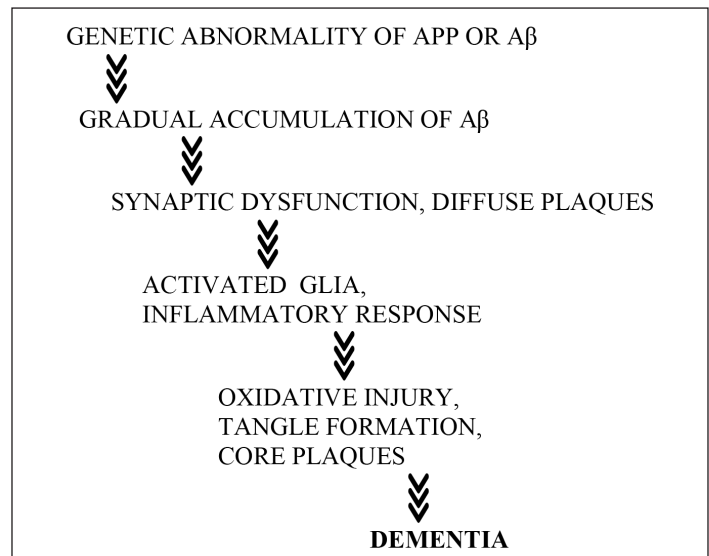 GENETIC ABNORMALITY OF APP OR Aβ
GRADUAL ACCUMULATION OF Aβ
SYNAPTIC DYSFUNCTION, DIFFUSE PLAQUES
ACTIVATED GLIA,
INFLAMMATORY RESPONSE
OXIDATIVE INJURY,
TANGLE FORMATION,
CORE PLAQUES
DEMENTIA